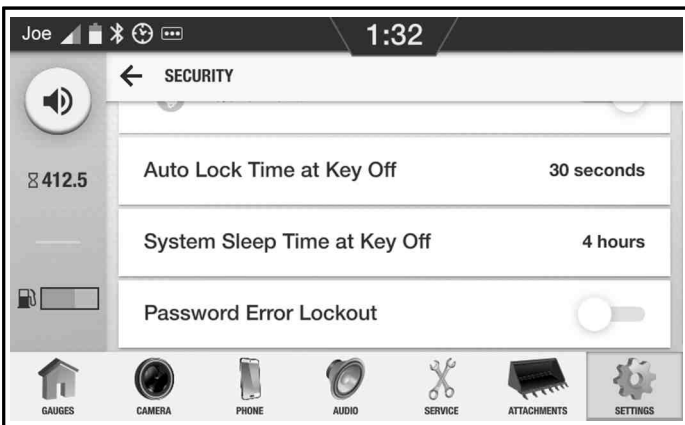 Joe
1:32
SECURITY
412.5
Auto Lock Time at Key Off 30 seconds
System Sleep Time at Key Off 4 hours
Password Error Lockout
GAUGES CAMERA PHONE AUDIO SERVICE ATTACHMENTS SETTINGS